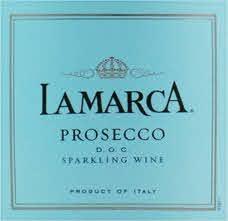 LAMARCA
PROSECCO
D.O.C.
SPARKLING WINE
PRODUCT OF ITALY